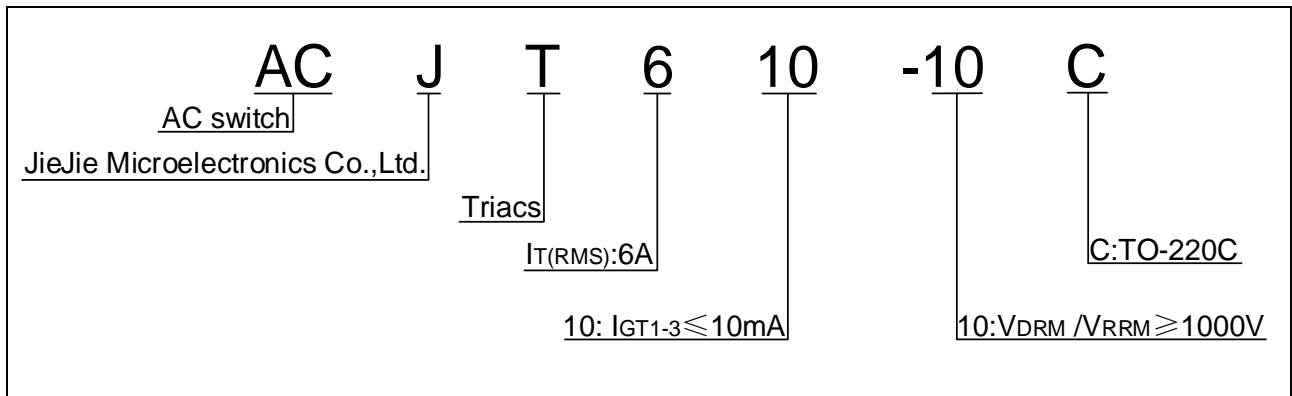 AC J T 6 10 -10 C
AC switch
JieJie Microelectronics Co.,Ltd.
Triacs
IT(RMS):6A
C:TO-220C
10: IGT1-3≤10mA
10:VDRM /VRRM≥1000V